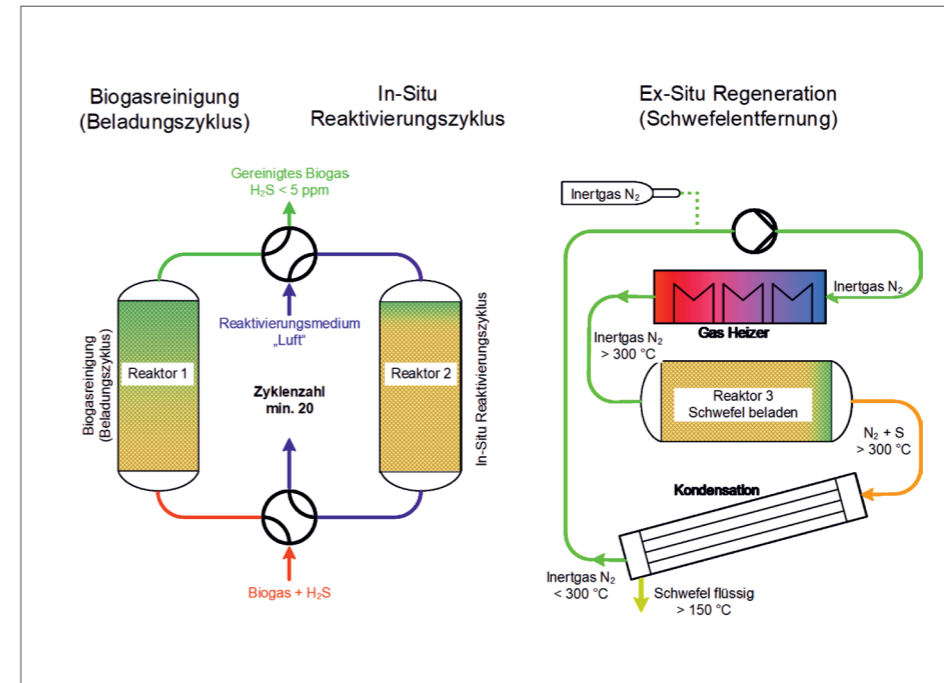 Biogasreinigung
(Beladungszyklus)
In-Situ
Reaktivierungszyklus
Ex-Situ Regeneration
(Schwefelentfernung)
Gereinigtes Biogas
H₂S < 5 ppm
Reaktivierungsmedium
„Luft“
Zyklenzahl
min. 20
Biogas + H₂S
Biogasreinigung
(Beladungszyklus)
Reaktor 1
Reaktor 2
In-Situ Reaktivierungszyklus
Inertgas N₂
Inertgas N₂
Gas Heizer
Inertgas N₂
> 300 °C
Reaktor 3
Schwefel beladen
N₂ + S
> 300 °C
Kondensation
Inertgas N₂
< 300 °C
Schwefel flüssig
> 150 °C